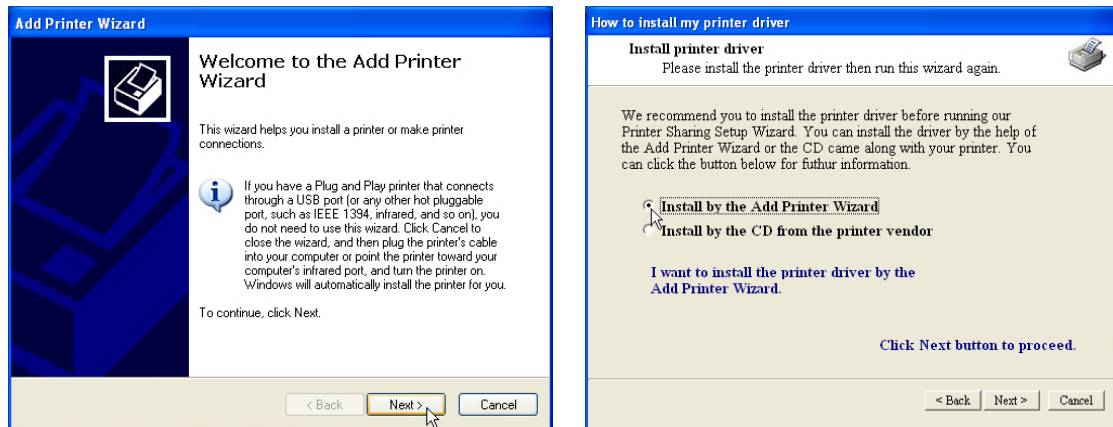 Add Printer Wizard
Welcome to the Add Printer
Wizard
This wizard helps you install a printer or make printer
connections.
If you have a Plug and Play printer that connects
through a USB port (or any other hot pluggable
port, such as IEEE 1394, infrared, and so on), you
do not need to use this wizard. Click Cancel to
close the wizard, and then plug the printer's cable
into your computer or point the printer toward your
computer's infrared port, and turn the printer on.
Windows will automatically install the printer for you.
To continue, click Next.
< Back
Next >
Cancel
How to install my printer driver
Install printer driver
Please install the printer driver then run this wizard again.
We recommend you to install the printer driver before running our
Printer Sharing Setup Wizard. You can install the driver by the help of
the Add Printer Wizard or the CD came along with your printer. You
can click the button below for futhur information.
Install by the Add Printer Wizard
Install by the CD from the printer vendor
I want to install the printer driver by the
Add Printer Wizard.
Click Next button to proceed.
< Back
Next >
Cancel